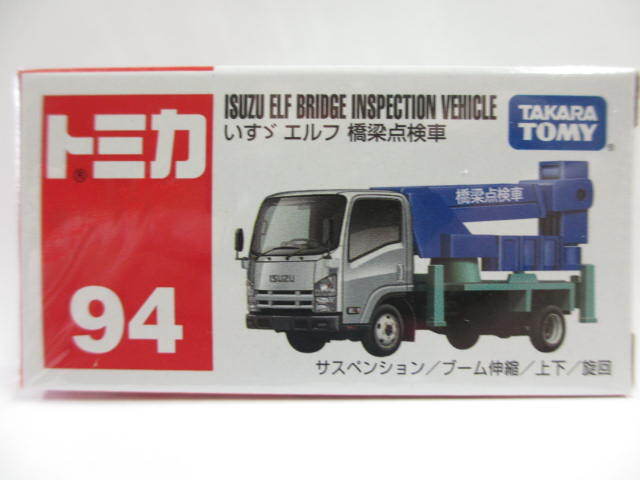 トミカ
®
94
ISUZU ELF BRIDGE INSPECTION VEHICLE
いすゞ エルフ 橋梁点検車
TAKARA
TOMY
®
橋梁点検車
ISUZU
サスペンション／ブーム伸縮／上下／旋回